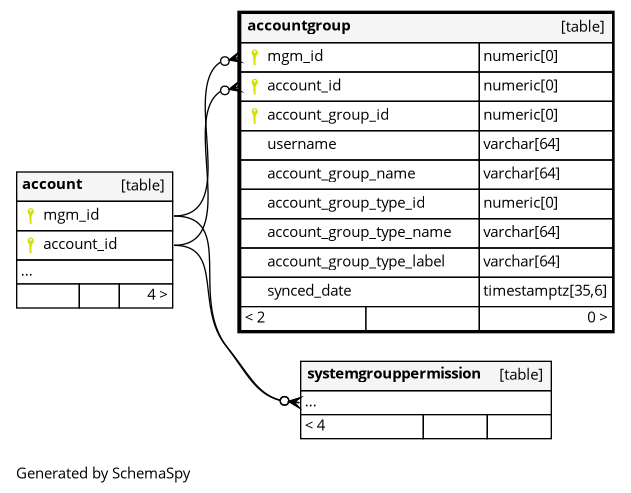 accountgroup [table]
mgm_id numeric[0]
account_id numeric[0]
account_group_id numeric[0]
username varchar[64]
account_group_name varchar[64]
account_group_type_id numeric[0]
account_group_type_name varchar[64]
account_group_type_label varchar[64]
synced_date timestamptz[35,6]
< 2 0 >
account [table]
mgm_id
account_id
...
4 >
systemgrouppermission [table]
...
< 4
Generated by SchemaSpy